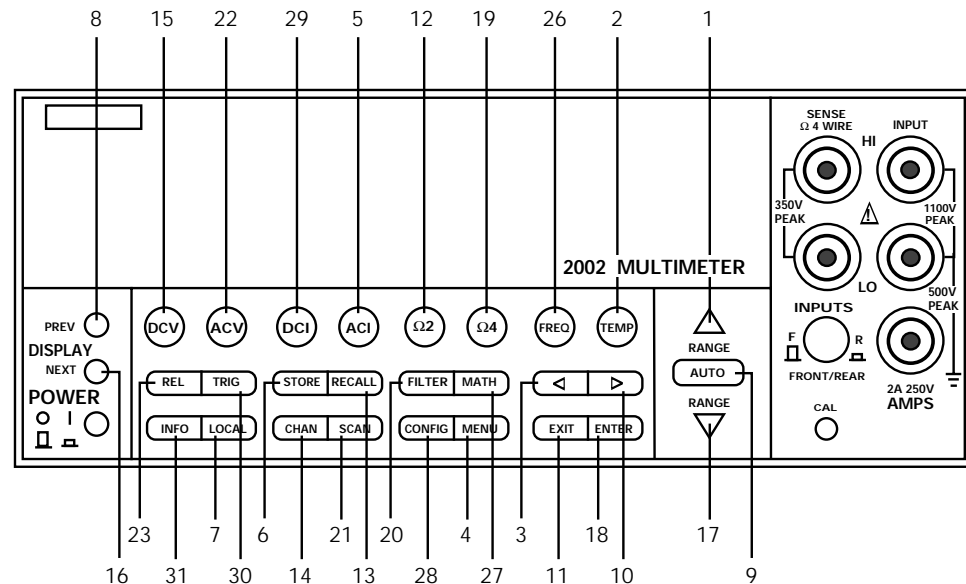 8 15 22 29 5 12 19 26 2 1
SENSE
Ω 4 WIRE
INPUT
HI
350V
PEAK
1100V
PEAK
2002 MULTIMETER
LO
PREV
DCV ACV DCI ACI Ω2 Ω4 FREQ TEMP
500V
PEAK
INPUTS
DISPLAY
NEXT
RANGE
F R
REL TRIG STORE RECALL FILTER MATH AUTO
FRONT/REAR
2A 250V
AMPS
POWER
RANGE
CAL
O I
INFO LOCAL CHAN SCAN CONFIG MENU EXIT ENTER
23 7 6 21 20 4 3 18 17
16 31 30 14 13 28 27 11 10 9